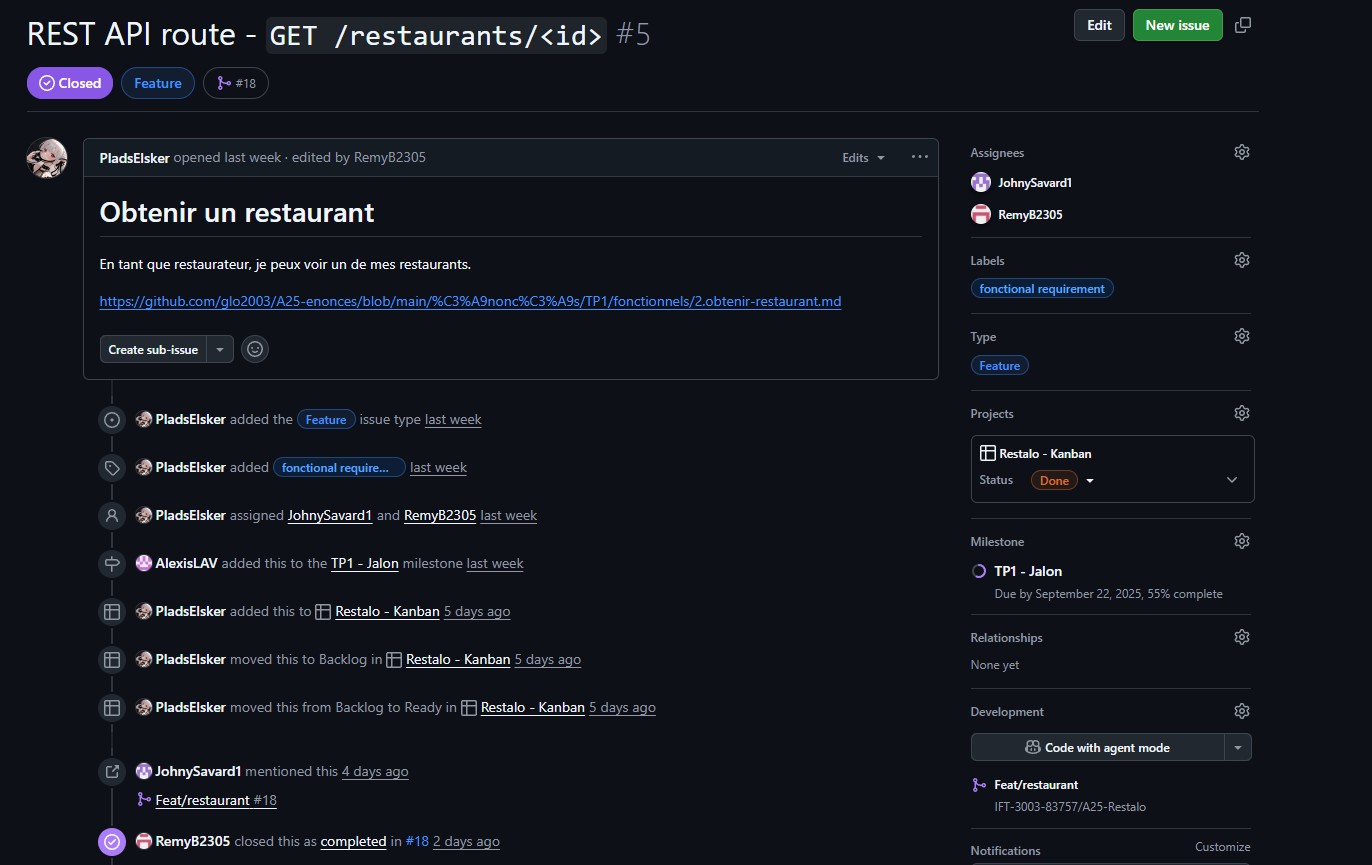 REST API route - GET /restaurants/<id> #5
Edit
New issue
Closed
Feature
#18
PladsElsker opened last week · edited by RemyB2305
Edits
Obtenir un restaurant
En tant que restaurateur, je peux voir un de mes restaurants.
https://github.com/glo2003/A25-enonces/blob/main/%C3%A9nonc%C3%A9s/TP1/fonctionnels/2.obtenir-restaurant.md
Create sub-issue
PladsElsker added the Feature issue type last week
PladsElsker added fonctional require... last week
PladsElsker assigned JohnySavard1 and RemyB2305 last week
AlexisLAV added this to the TP1 - Jalon milestone last week
PladsElsker added this to Restalo - Kanban 5 days ago
PladsElsker moved this to Backlog in Restalo - Kanban 5 days ago
PladsElsker moved this from Backlog to Ready in Restalo - Kanban 5 days ago
JohnySavard1 mentioned this 4 days ago
Feat/restaurant #18
RemyB2305 closed this as completed in #18 2 days ago
Assignees
JohnySavard1
RemyB2305
Labels
fonctional requirement
Type
Feature
Projects
Restalo - Kanban
Status Done
Milestone
TP1 - Jalon
Due by September 22, 2025, 55% complete
Relationships
None yet
Development
Code with agent mode
Feat/restaurant
IFT-3003-83757/A25-Restalo
Notifications
Customize